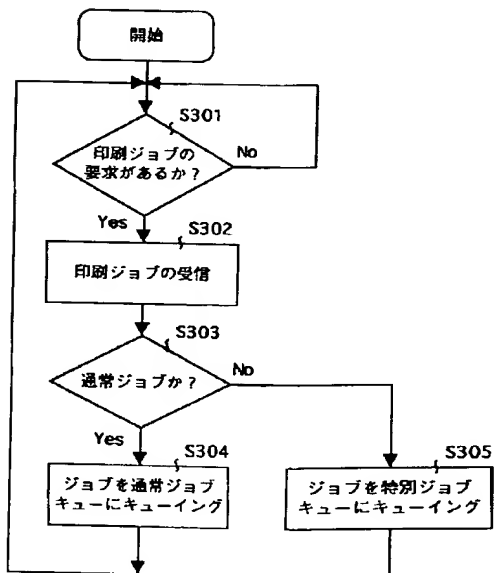 開始
S301
印刷ジョブの
要求があるか？
No
Yes
S302
印刷ジョブの受信
S303
通常ジョブか？
No
Yes
S304
ジョブを通常ジョブ
キューにキューイング
S305
ジョブを特別ジョブ
キューにキューイング